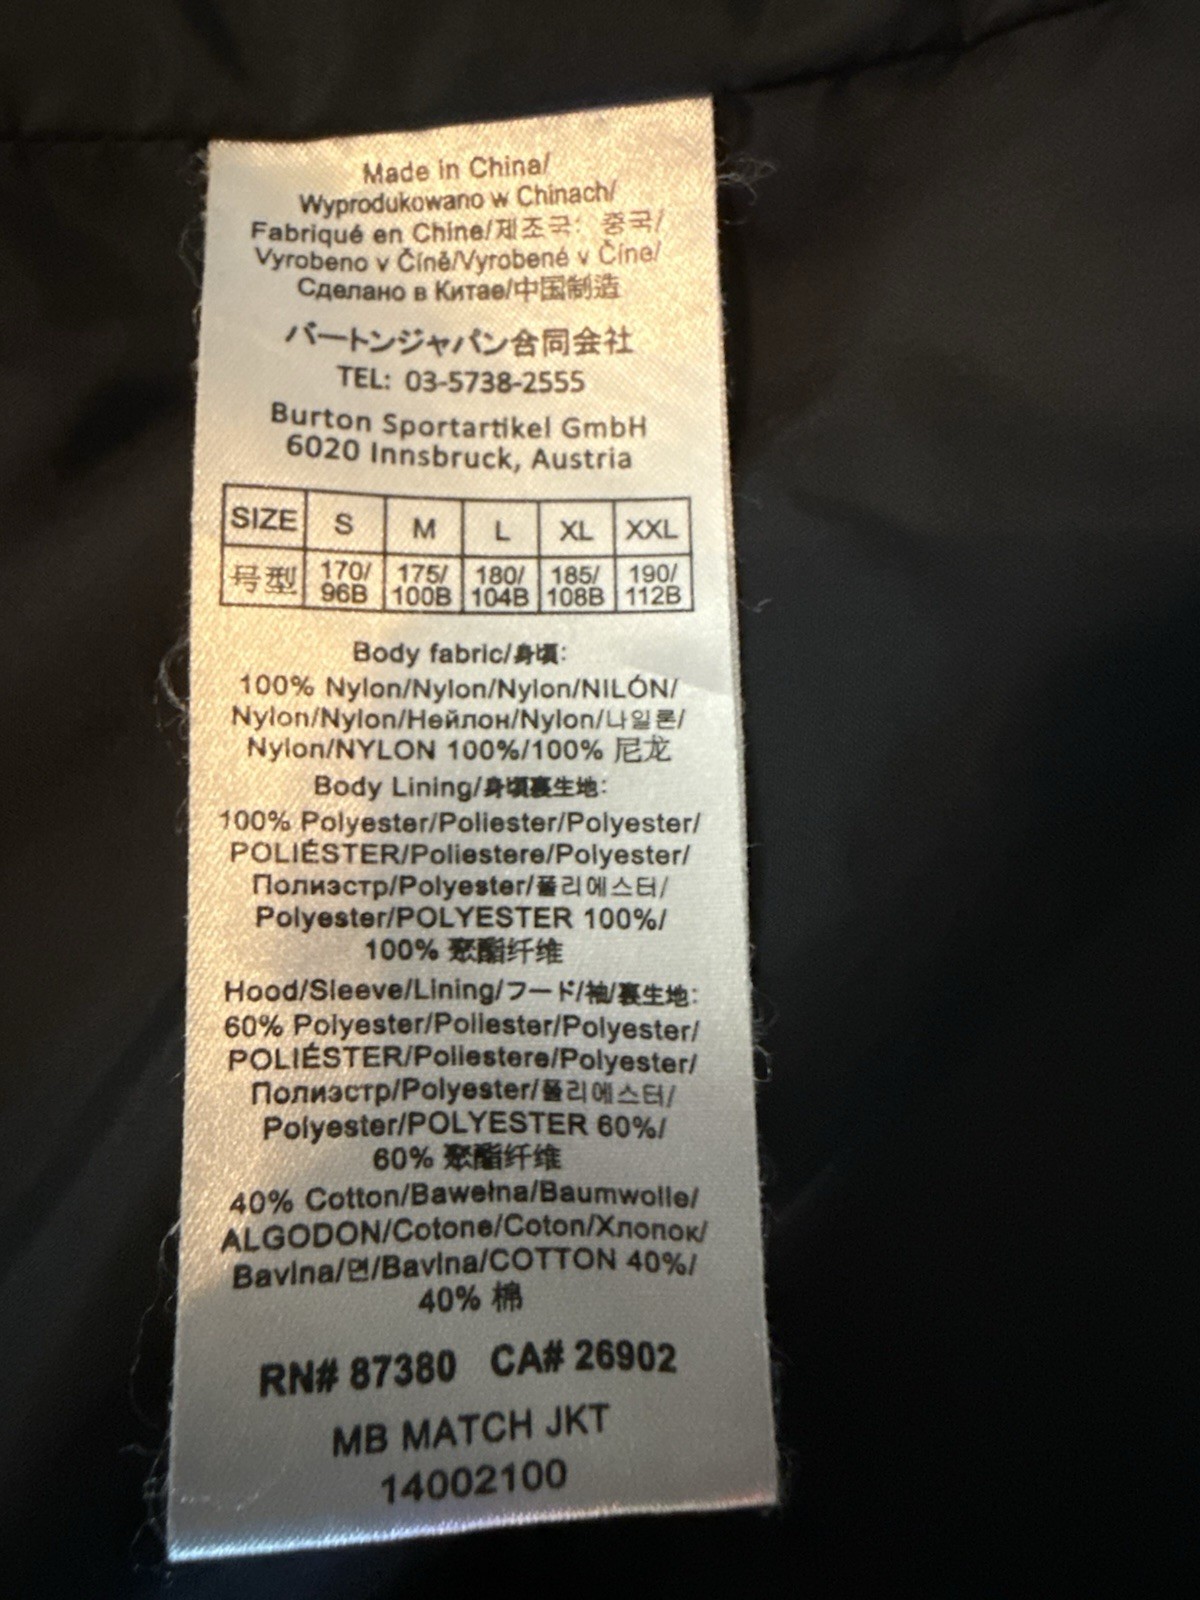 Made in China/
Wyprodukowano w Chinach/
Fabriqué en Chine/제조국: 중국/
Vyrobeno v Číně/Vyrobené v Číne/
Сделано в Китае/中国制造
バートンジャパン合同会社
TEL: 03-5738-2555
Burton Sportartikel GmbH
6020 Innsbruck, Austria
SIZE S M L XL XXL
号型 170/96B 175/100B 180/104B 185/108B 190/112B
Body fabric/身頃:
100% Nylon/Nylon/Nylon/NILÓN/
Nylon/Nylon/Нейлон/Nylon/나일론/
Nylon/NYLON 100%/100% 尼龙
Body Lining/身頃裏生地:
100% Polyester/Poliester/Polyester/
POLIÉSTER/Poliestere/Polyester/
Полиэстр/Polyester/폴리에스터/
Polyester/POLYESTER 100%/
100% 聚酯纤维
Hood/Sleeve/Lining/フード/袖/裏生地:
60% Polyester/Poliester/Polyester/
POLIÉSTER/Poliestere/Polyester/
Полиэстр/Polyester/폴리에스터/
Polyester/POLYESTER 60%/
60% 聚酯纤维
40% Cotton/Bawełna/Baumwolle/
ALGODON/Cotone/Coton/Хлопок/
Bavlna/면/Bavlna/COTTON 40%/
40% 棉
RN# 87380 CA# 26902
MB MATCH JKT
14002100